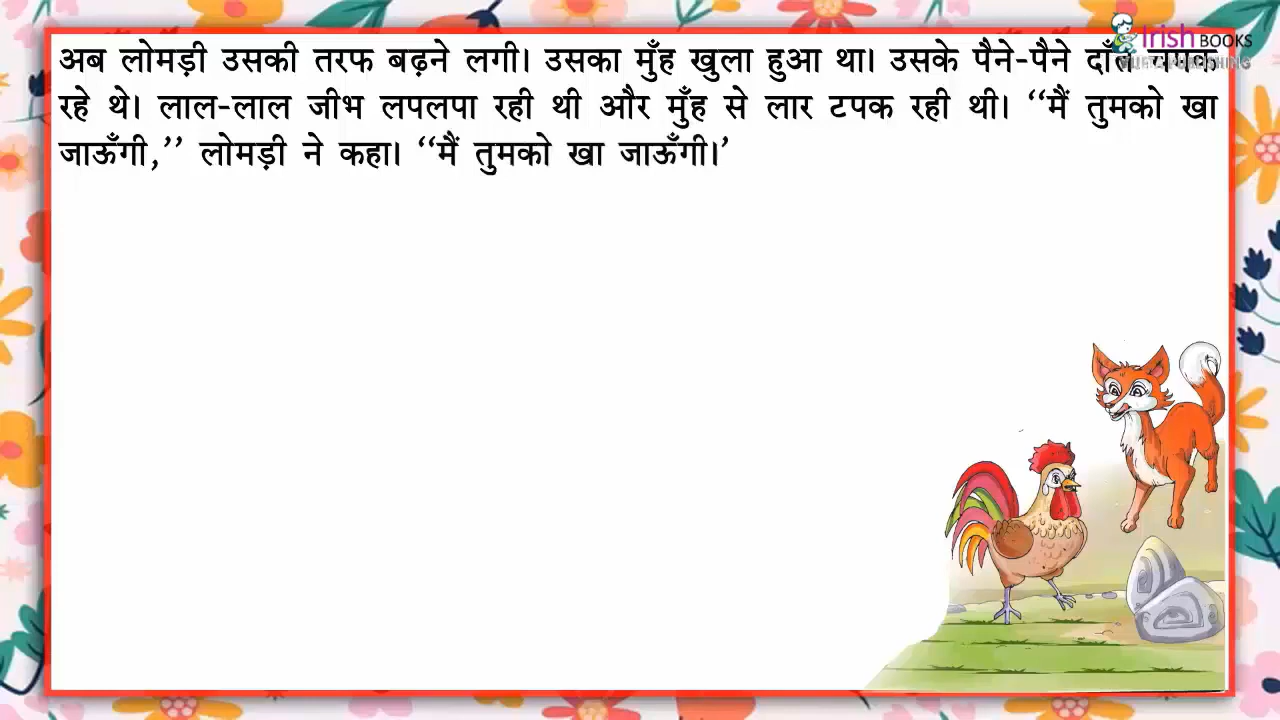 Irish BOOKS
अब लोमड़ी उसकी तरफ बढ़ने लगी। उसका मुँह खुला हुआ था। उसके पैने-पैने दाँत चमक
रहे थे। लाल-लाल जीभ लपलपा रही थी और मुँह से लार टपक रही थी। ‘‘मैं तुमको खा
जाऊँगी,’’ लोमड़ी ने कहा। ‘‘मैं तुमको खा जाऊँगी।’